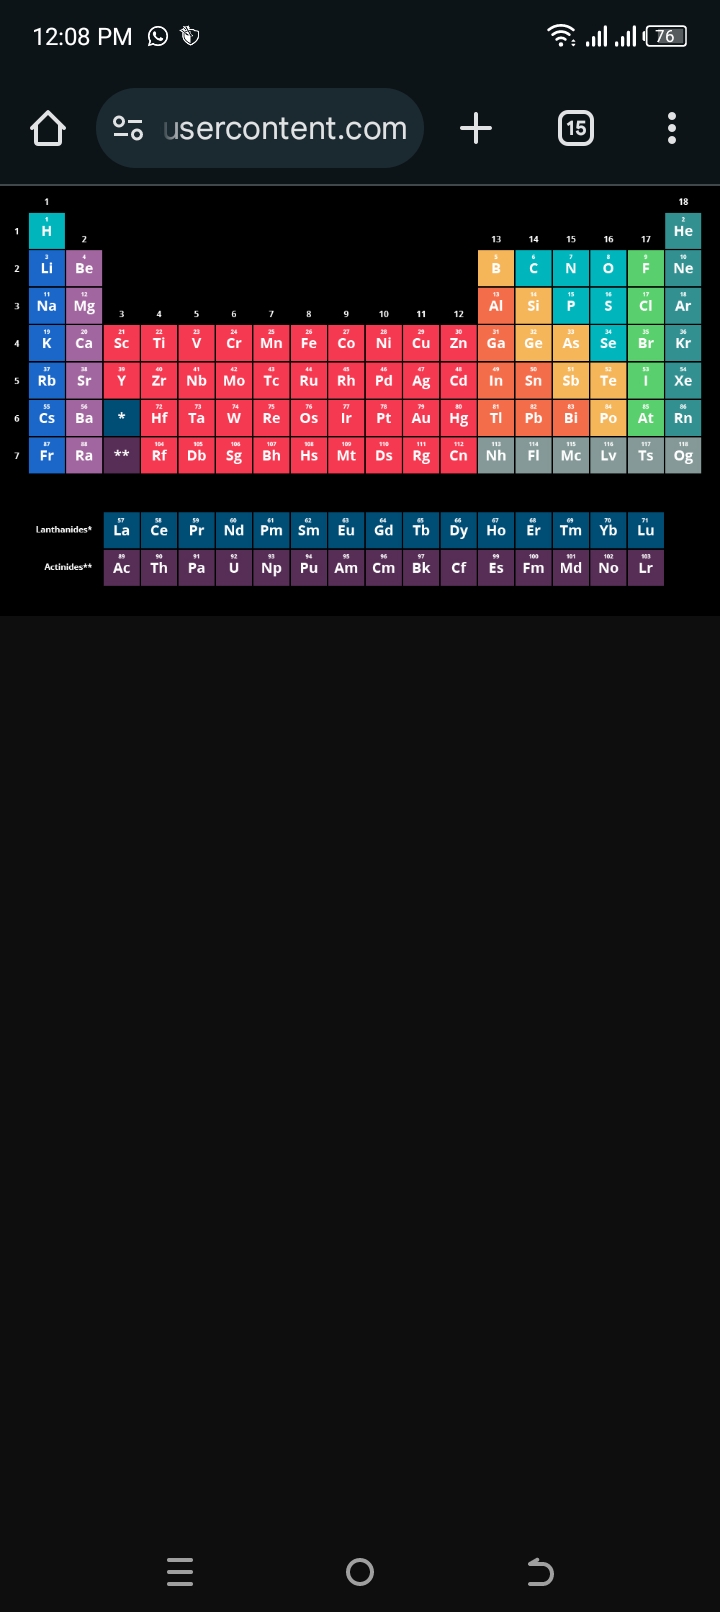 12:08 PM 76
usercontent.com 15
1 18
1 1 H 2 He
2 13 14 15 16 17
2 3 Li 4 Be 5 B 6 C 7 N 8 O 9 F 10 Ne
3 11 Na 12 Mg 3 4 5 6 7 8 9 10 11 12 13 Al 14 Si 15 P 16 S 17 Cl 18 Ar
4 19 K 20 Ca 21 Sc 22 Ti 23 V 24 Cr 25 Mn 26 Fe 27 Co 28 Ni 29 Cu 30 Zn 31 Ga 32 Ge 33 As 34 Se 35 Br 36 Kr
5 37 Rb 38 Sr 39 Y 40 Zr 41 Nb 42 Mo 43 Tc 44 Ru 45 Rh 46 Pd 47 Ag 48 Cd 49 In 50 Sn 51 Sb 52 Te 53 I 54 Xe
6 55 Cs 56 Ba * 72 Hf 73 Ta 74 W 75 Re 76 Os 77 Ir 78 Pt 79 Au 80 Hg 81 Tl 82 Pb 83 Bi 84 Po 85 At 86 Rn
7 87 Fr 88 Ra ** 104 Rf 105 Db 106 Sg 107 Bh 108 Hs 109 Mt 110 Ds 111 Rg 112 Cn 113 Nh 114 Fl 115 Mc 116 Lv 117 Ts 118 Og
Lanthanides* 57 La 58 Ce 59 Pr 60 Nd 61 Pm 62 Sm 63 Eu 64 Gd 65 Tb 66 Dy 67 Ho 68 Er 69 Tm 70 Yb 71 Lu
Actinides** 89 Ac 90 Th 91 Pa 92 U 93 Np 94 Pu 95 Am 96 Cm 97 Bk 98 Cf 99 Es 100 Fm 101 Md 102 No 103 Lr